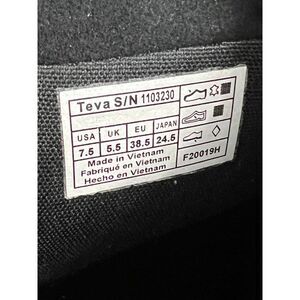 Teva S/N 1103230
USA UK EU JAPAN
7.5 5.5 38.5 24.5
Made in Vietnam
Fabriqué en Vietnam
Hecho en Vietnam
F20019H